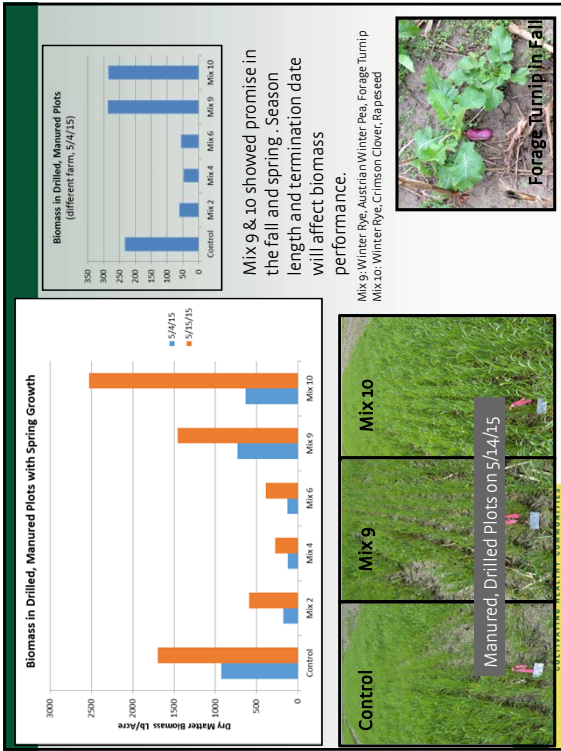 Biomass in Drilled, Manured Plots with Spring Growth
Dry Matter Biomass Lb/Acre
3000
2500
2000
1500
1000
500
0
Control
Mix 2
Mix 4
Mix 6
Mix 9
Mix 10
5/4/15
5/15/15
Biomass in Drilled, Manured Plots
(different farm, 5/4/15)
350
300
250
200
150
100
50
0
Control
Mix 2
Mix 4
Mix 6
Mix 9
Mix 10
Mix 9 & 10 showed promise in
the fall and spring . Season
length and termination date
will affect biomass
performance.
Mix 9: Winter Rye, Austrian Winter Pea, Forage Turnip
Mix 10: Winter Rye, Crimson Clover, Rapeseed
Control
Mix 9
Mix 10
Manured, Drilled Plots on 5/14/15
Forage Turnip in Fall
CULTIVATING HEALTHY COMMUNITIES